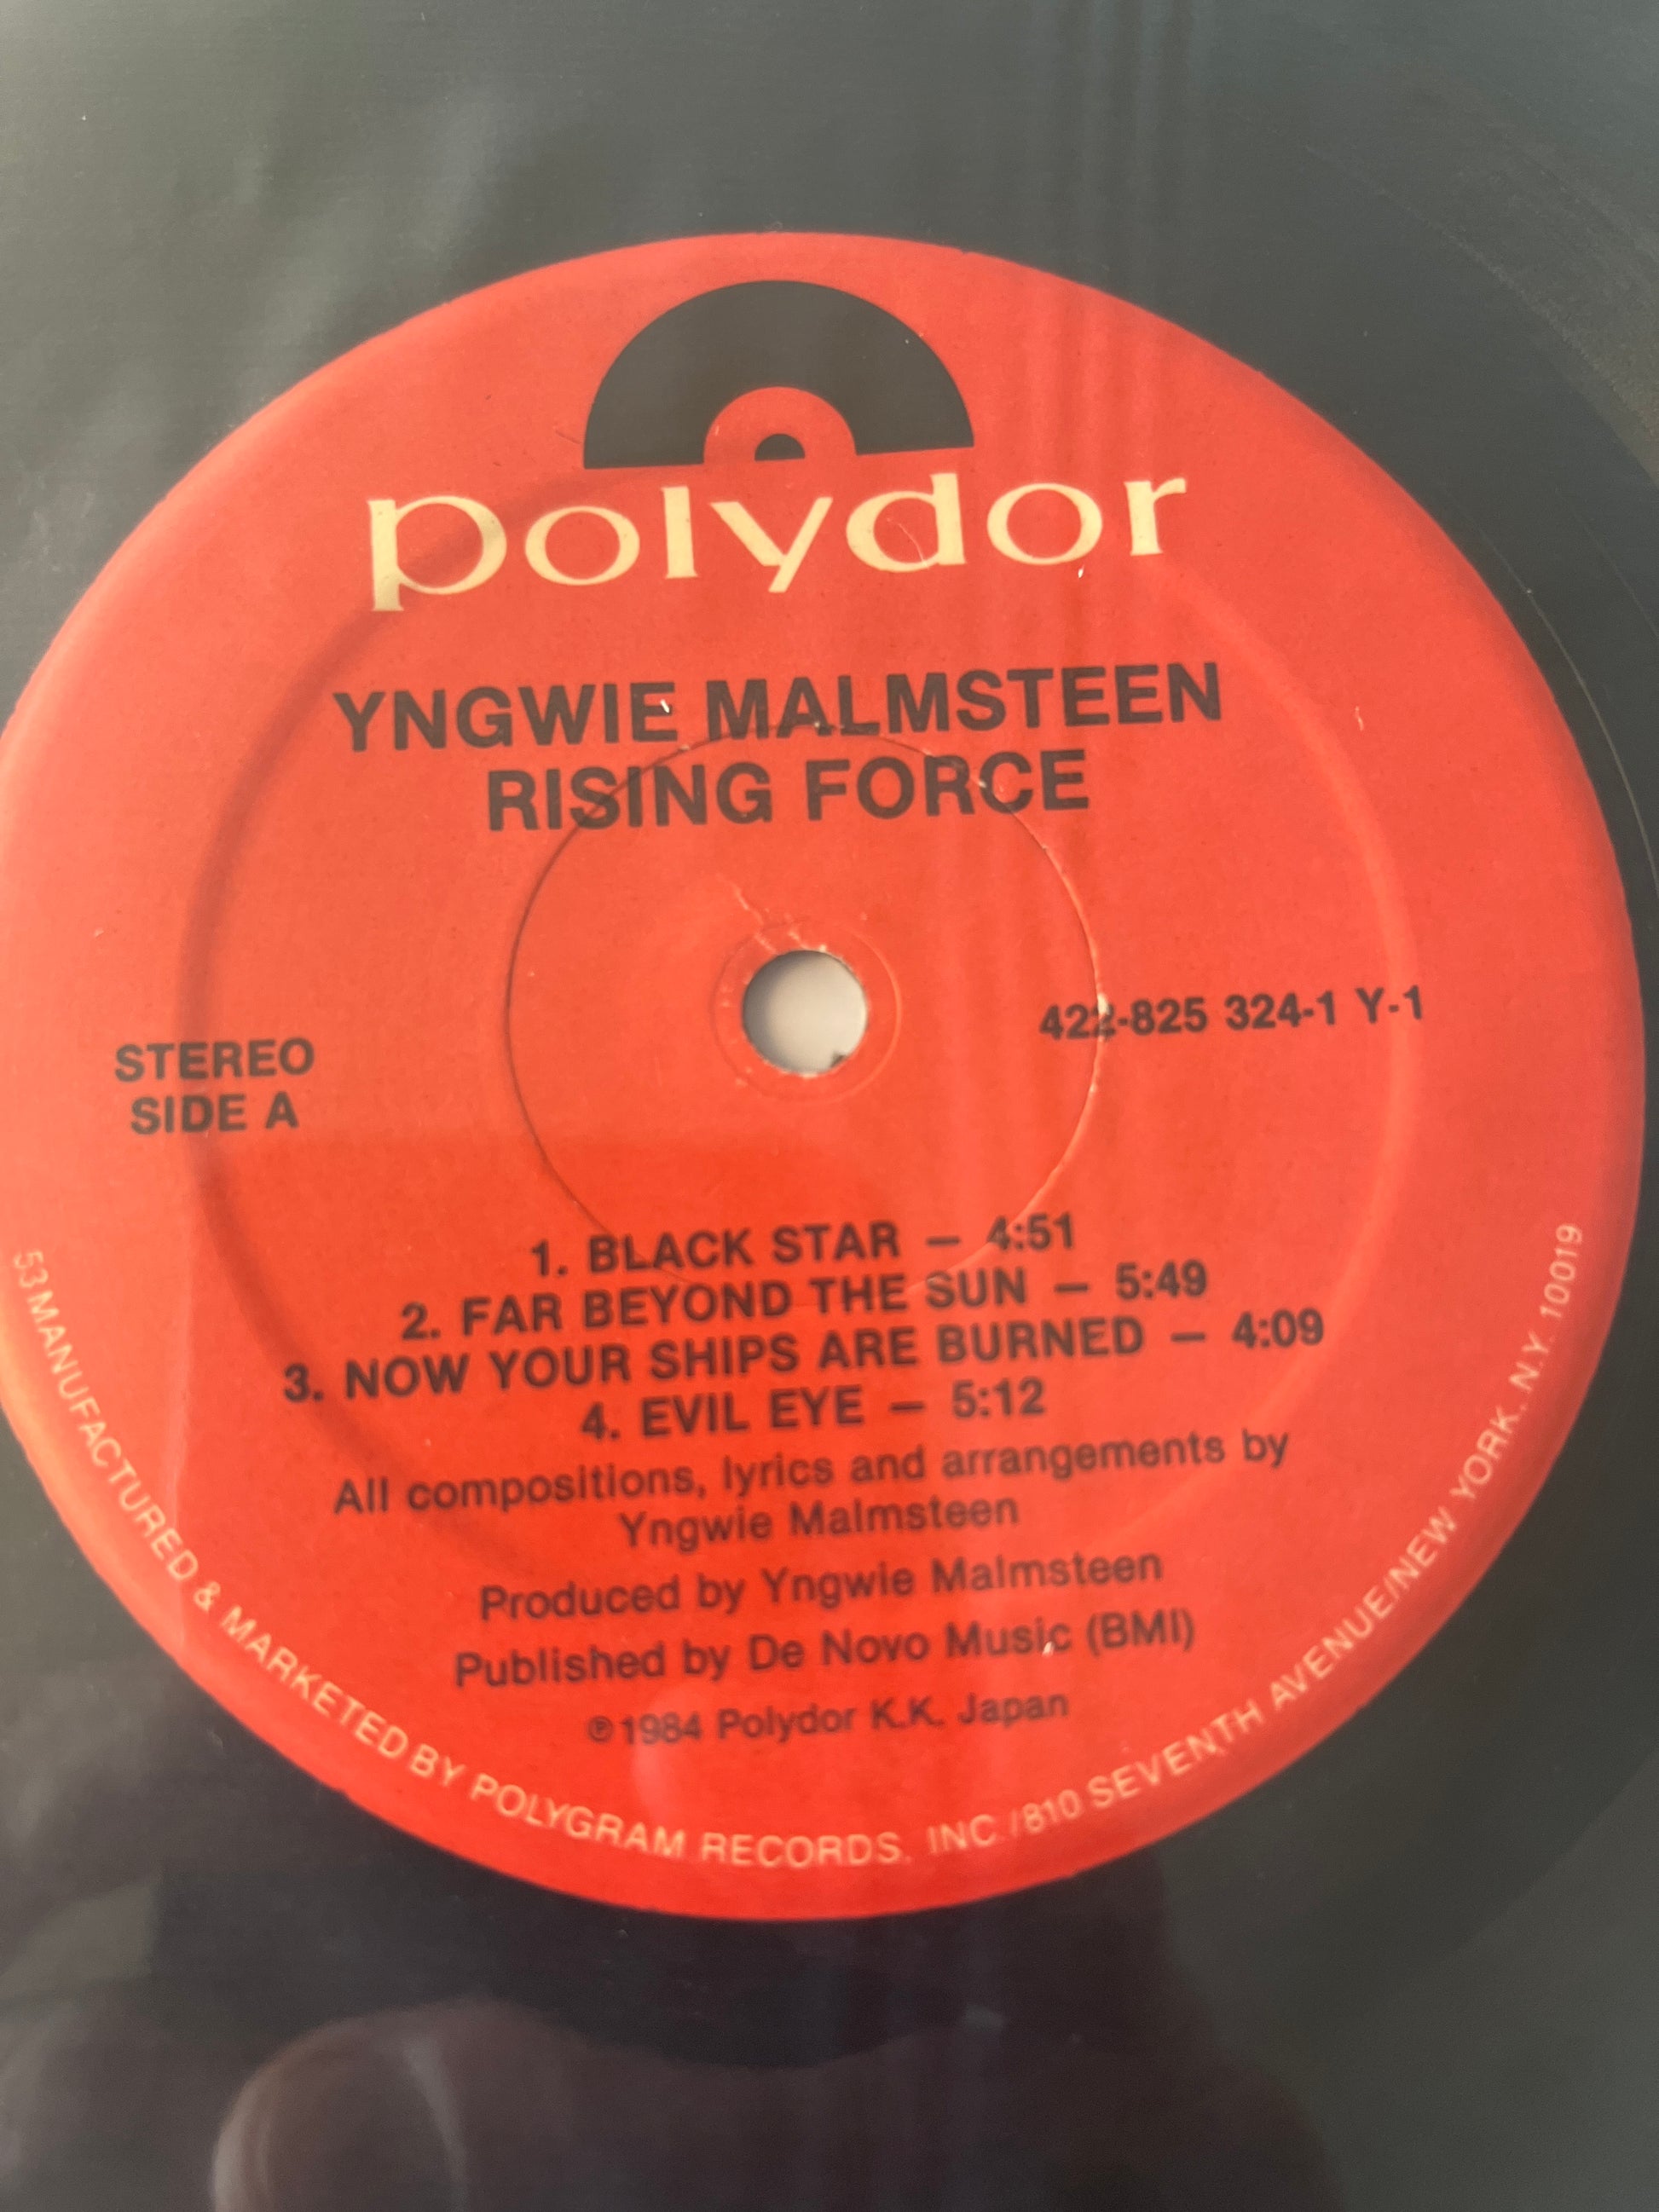 polydor
YNGWIE MALMSTEEN
RISING FORCE
422-825 324-1 Y-1
STEREO
SIDE A
1. BLACK STAR — 4:51
2. FAR BEYOND THE SUN — 5:49
3. NOW YOUR SHIPS ARE BURNED — 4:09
4. EVIL EYE — 5:12
All compositions, lyrics and arrangements by
Yngwie Malmsteen
Produced by Yngwie Malmsteen
Published by De Novo Music (BMI)
℗ 1984 Polydor K.K. Japan
53 MANUFACTURED & MARKETED BY POLYGRAM RECORDS, INC /810 SEVENTH AVENUE/NEW YORK, N.Y. 10019